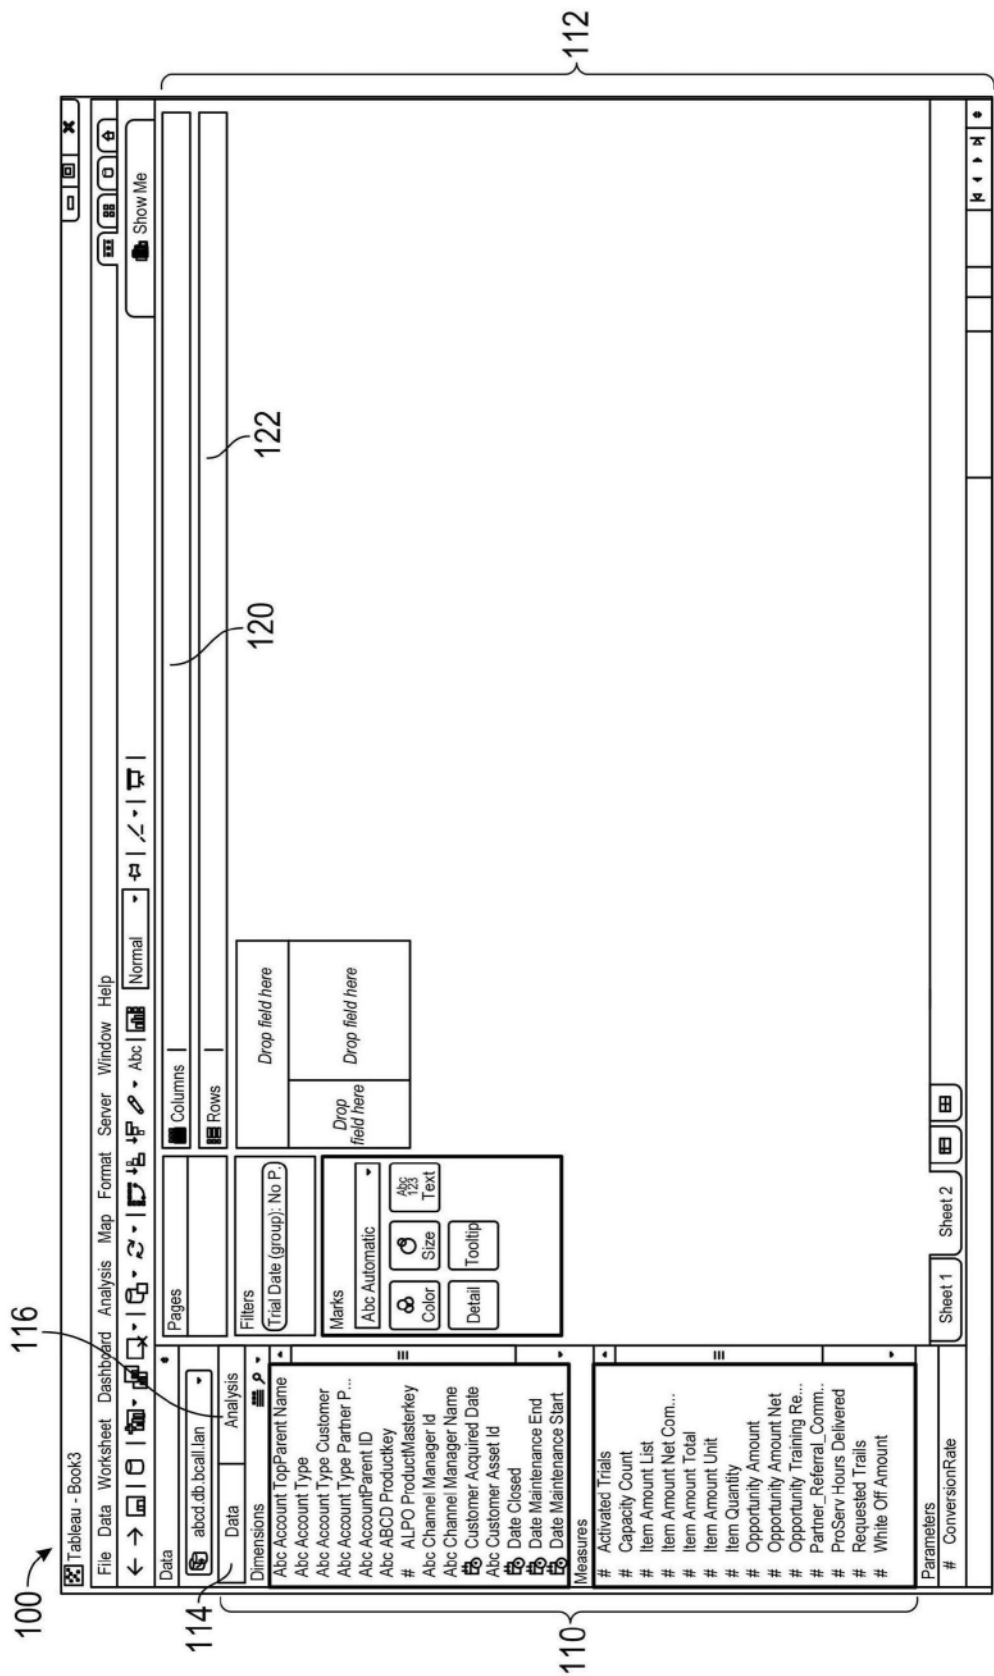 100
116
Tableau - Book3
File Data Worksheet Dashboard Analysis Map Format Server Window Help
Abc
Normal
Show Me
114
Data
abcd.db.bcail.lan
Data
Analysis
Dimensions
Abc Account TopParent Name
Abc Account Type
Abc Account Type Customer
Abc Account Type Partner P...
Abc AccountParent ID
Abc ABCD Productkey
# ALPO ProductMasterkey
Abc Channel Manager Id
Abc Channel Manager Name
Customer Acquired Date
Abc Customer Asset Id
Date Closed
Date Maintenance End
Date Maintenance Start
110
Measures
# Activated Trials
# Capacity Count
# Item Amount List
# Item Amount Net Com...
# Item Amount Total
# Item Amount Unit
# Item Quantity
# Opportunity Amount
# Opportunity Amount Net
# Opportunity Training Re...
# Partner_Referral_Comm..
# ProServ Hours Delivered
# Requested Trails
# White Off Amount
Parameters
# ConversionRate
Pages
Filters
Trial Date (group): No P.
Marks
Abc Automatic
Color
Size
Abc
123
Text
Detail
Tooltip
Columns
Rows
120
122
Drop field here
Drop
field here
Drop field here
112
Sheet 1
Sheet 2